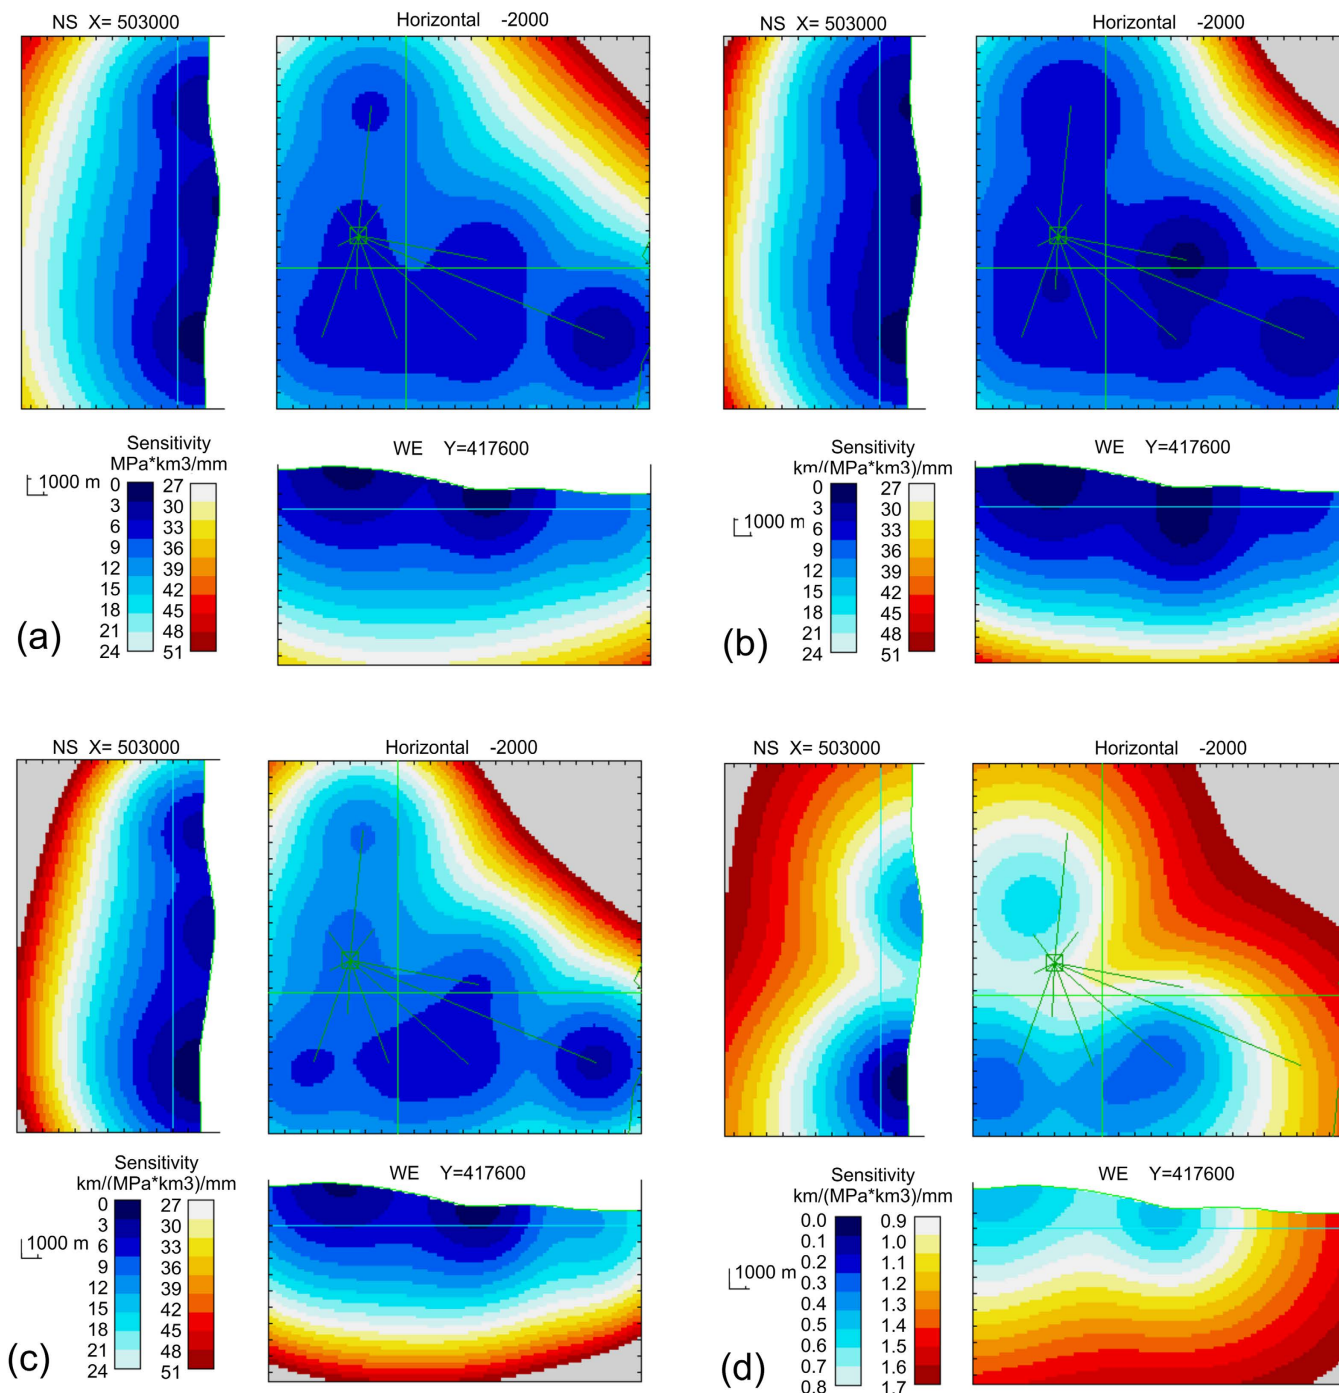 NS X= 503000
Horizontal -2000
WE Y=417600
Sensitivity
MPa*km3/mm
1000 m
0 27
3 30
6 33
9 36
12 39
15 42
18 45
21 48
24 51
(a)
NS X= 503000
Horizontal -2000
WE Y=417600
Sensitivity
km/(MPa*km3)/mm
1000 m
0 27
3 30
6 33
9 36
12 39
15 42
18 45
21 48
24 51
(b)
NS X= 503000
Horizontal -2000
WE Y=417600
Sensitivity
km/(MPa*km3)/mm
1000 m
0 27
3 30
6 33
9 36
12 39
15 42
18 45
21 48
24 51
(c)
NS X= 503000
Horizontal -2000
WE Y=417600
Sensitivity
km/(MPa*km3)/mm
1000 m
0.0 0.9
0.1 1.0
0.2 1.1
0.3 1.2
0.4 1.3
0.5 1.4
0.6 1.5
0.7 1.6
0.8 1.7
(d)